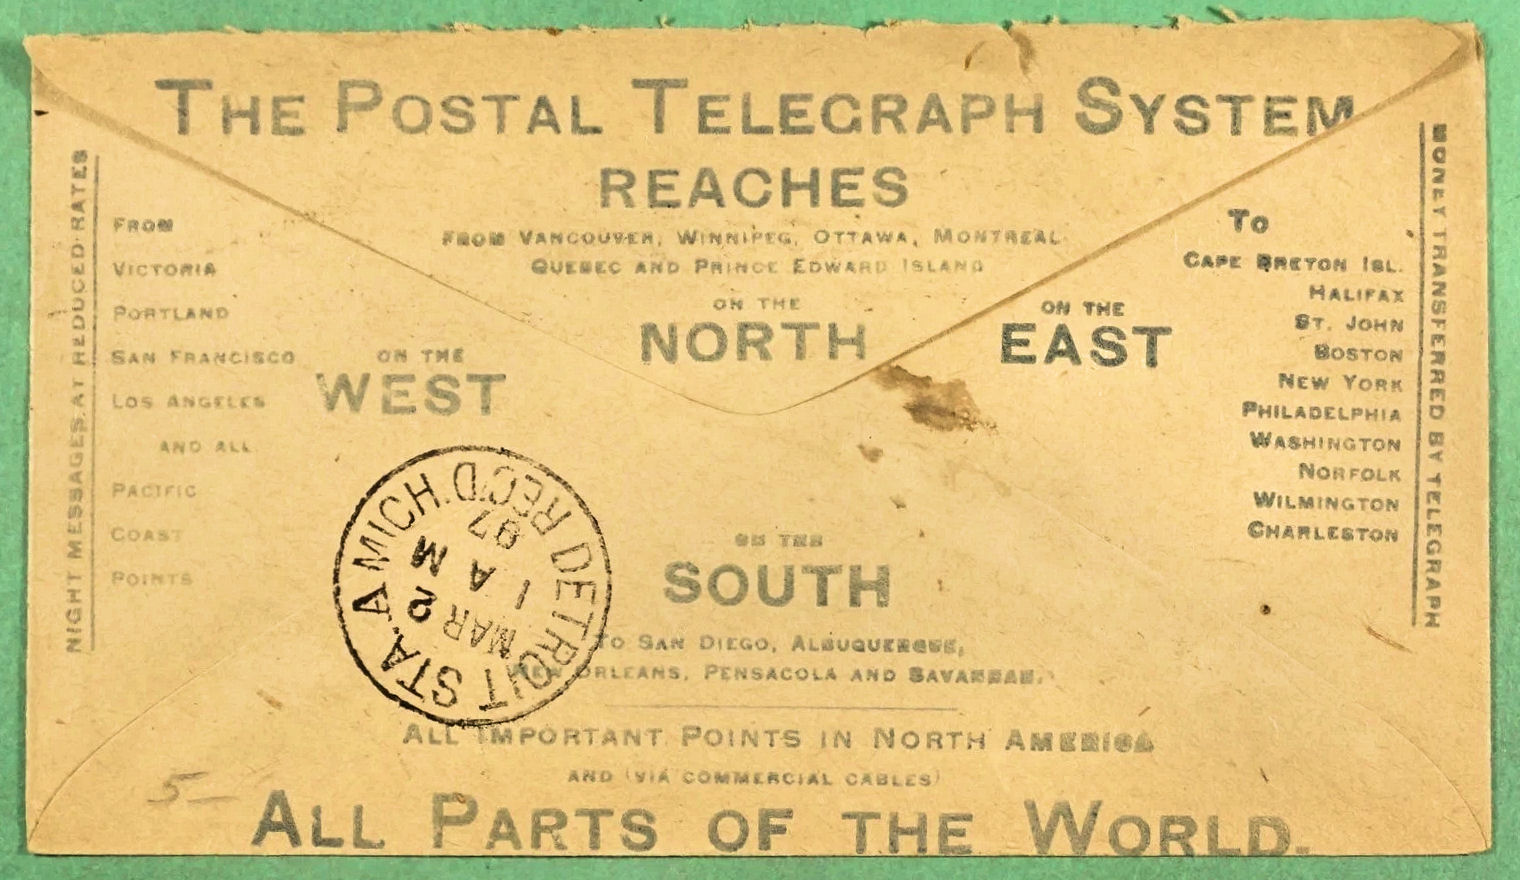 THE POSTAL TELEGRAPH SYSTEM
REACHES
FROM VANCOUVER, WINNIPEG, OTTAWA, MONTREAL
QUEBEC AND PRINCE EDWARD ISLAND
ON THE
NORTH
NIGHT MESSAGES AT REDUCED RATES
FROM
VICTORIA
PORTLAND
SAN FRANCISCO
LOS ANGELES
AND ALL
PACIFIC
COAST
POINTS
ON THE
WEST
ON THE
EAST
TO
CAPE BRETON ISL.
HALIFAX
ST. JOHN
BOSTON
NEW YORK
PHILADELPHIA
WASHINGTON
NORFOLK
WILMINGTON
CHARLESTON
MONEY TRANSFERRED BY TELEGRAPH
DETROIT STA. A MICH. REC'D.
MAR 2
1 AM
97
ON THE
SOUTH
TO SAN DIEGO, ALBUQUERQUE,
NEW ORLEANS, PENSACOLA AND SAVANNAH.
ALL IMPORTANT POINTS IN NORTH AMERICA
AND (VIA COMMERCIAL CABLES)
5—
ALL PARTS OF THE WORLD.